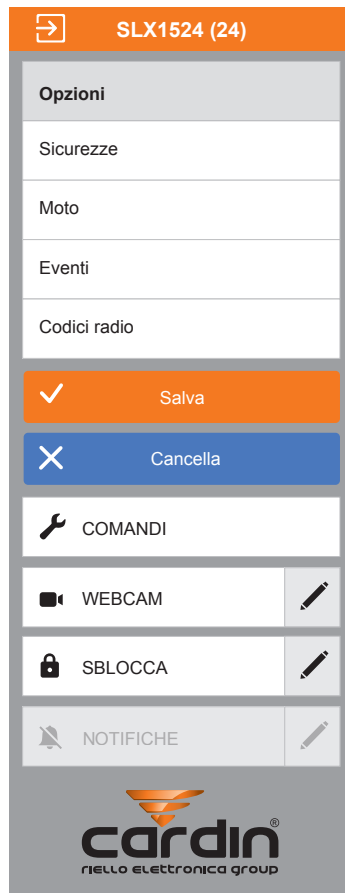 SLX1524 (24)
Opzioni
Sicurezze
Moto
Eventi
Codici radio
Salva
Cancella
COMANDI
WEBCAM
SBLOCCA
NOTIFICHE
cardin®
riello elettronica group